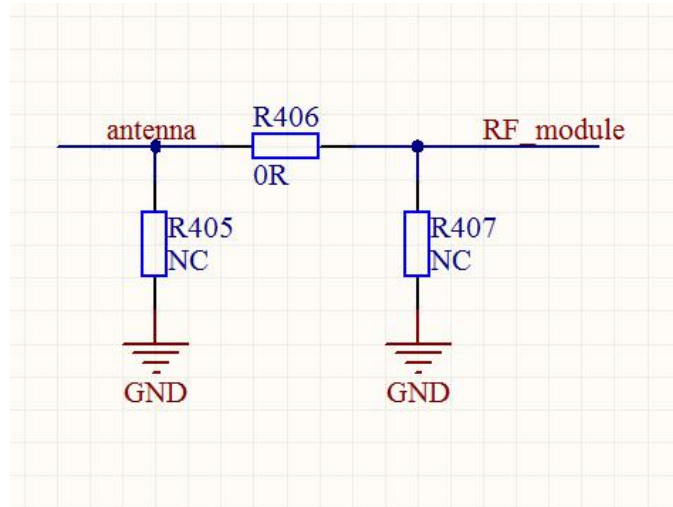 R406
antenna
RF_module
0R
R405
NC
R407
NC
GND
GND